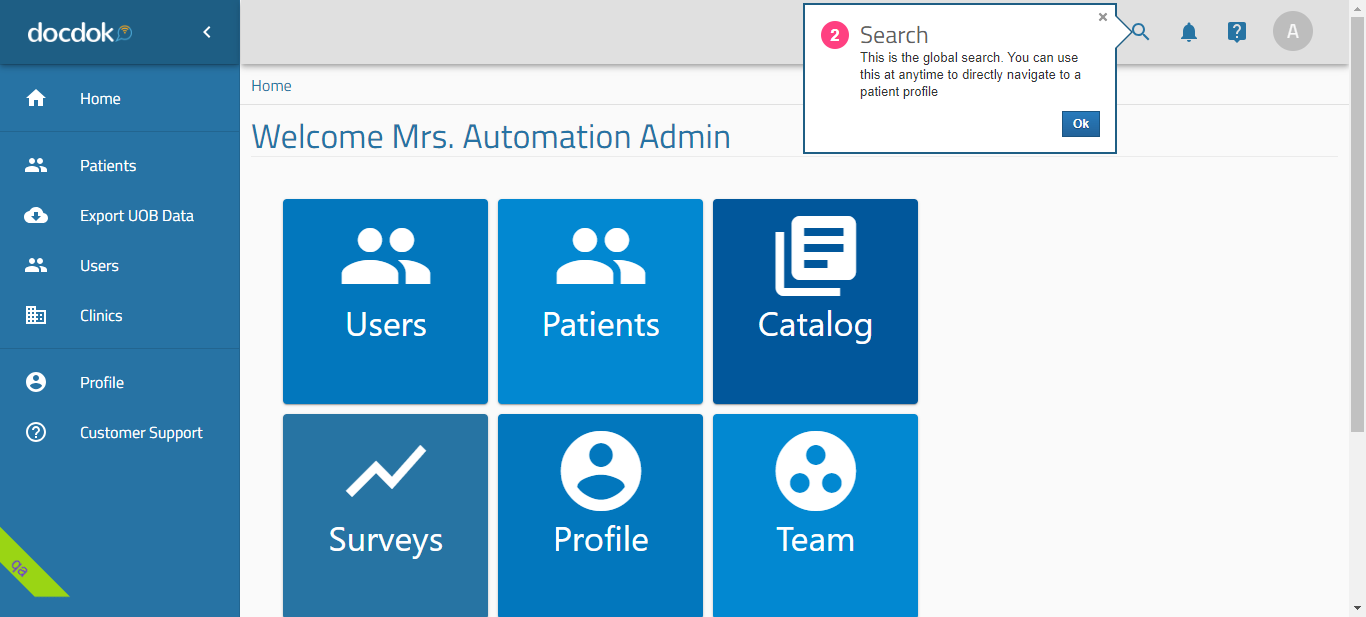 docdok
2
Search
This is the global search. You can use
this at anytime to directly navigate to a
patient profile
Ok
A
Home
Home
Patients
Export UOB Data
Users
Clinics
Profile
Customer Support
qa
Welcome Mrs. Automation Admin
Users
Patients
Catalog
Surveys
Profile
Team